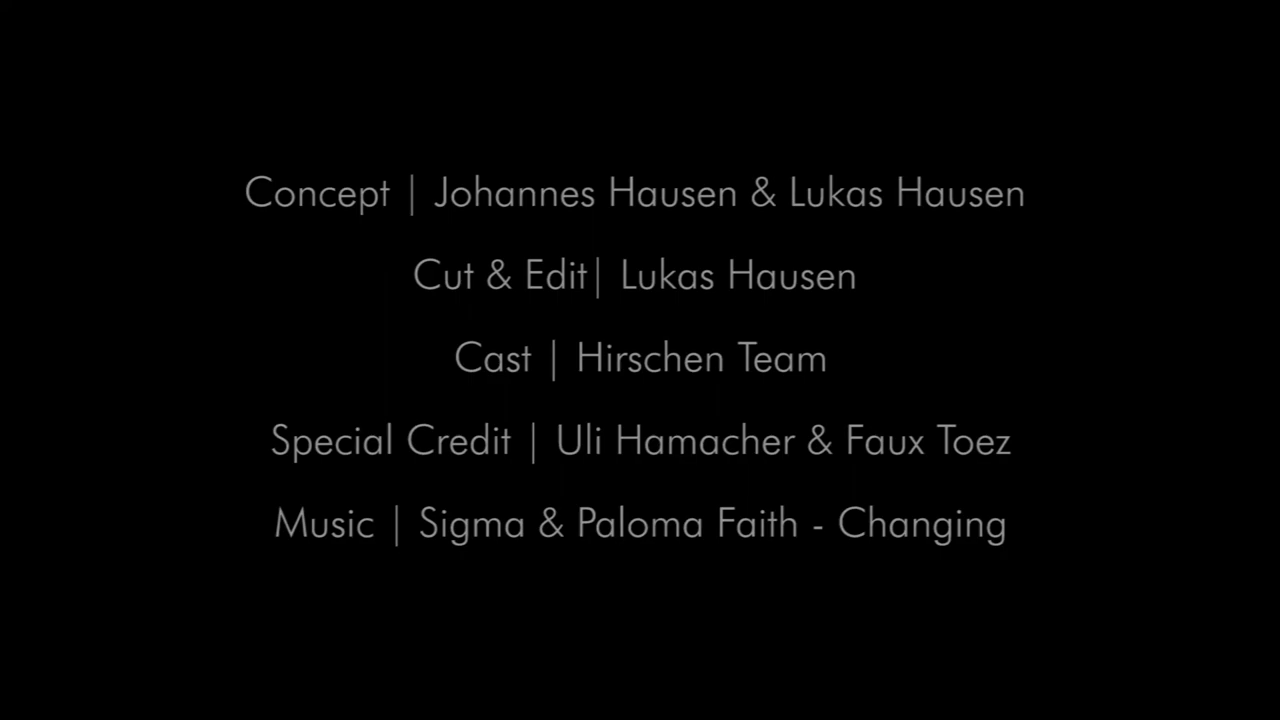 Concept | Johannes Hausen & Lukas Hausen
Cut & Edit| Lukas Hausen
Cast | Hirschen Team
Special Credit | Uli Hamacher & Faux Toez
Music | Sigma & Paloma Faith - Changing